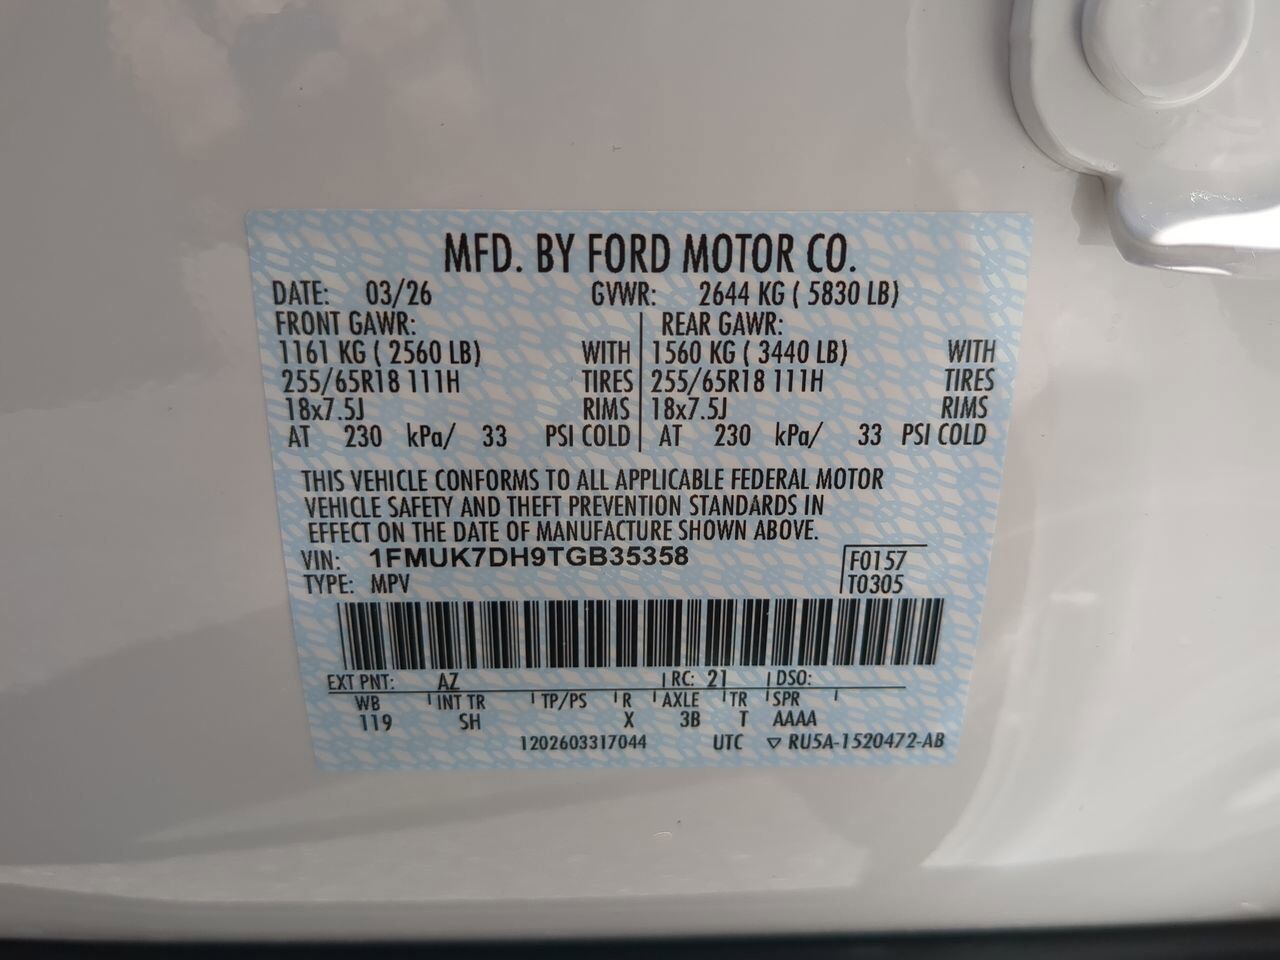 MFD. BY FORD MOTOR CO.
DATE: 03/26 GVWR: 2644 KG ( 5830 LB)
FRONT GAWR: REAR GAWR:
1161 KG ( 2560 LB) WITH 1560 KG ( 3440 LB) WITH
255/65R18 111H TIRES 255/65R18 111H TIRES
18x7.5J RIMS 18x7.5J RIMS
AT 230 kPa/ 33 PSI COLD AT 230 kPa/ 33 PSI COLD
THIS VEHICLE CONFORMS TO ALL APPLICABLE FEDERAL MOTOR
VEHICLE SAFETY AND THEFT PREVENTION STANDARDS IN
EFFECT ON THE DATE OF MANUFACTURE SHOWN ABOVE.
VIN: 1FMUK7DH9TGB35358 F0157
TYPE: MPV T0305
EXT PNT: AZ RC: 21 DSO:
WB INT TR TP/PS R AXLE TR SPR
119 SH X 3B T AAAA
1202603317044 UTC ▽ RU5A-1520472-AB